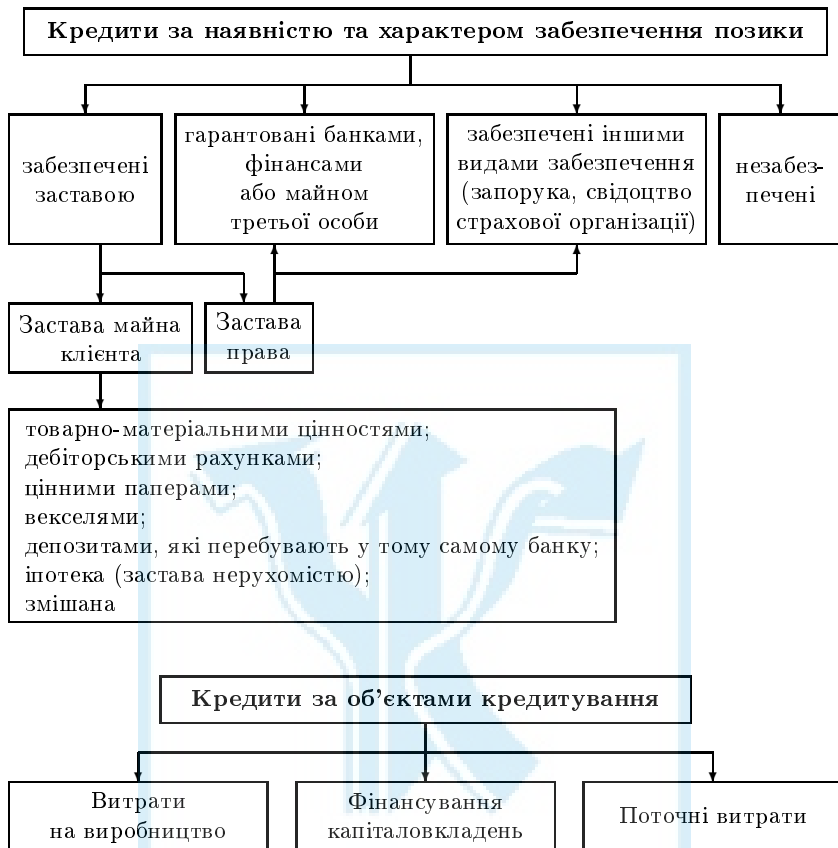 Кредити за наявністю та характером забезпечення позики
забезпечені
заставою
гарантовані банками,
фінансами
або майном
третьої особи
забезпечені іншими
видами забезпечення
(запорука, свідоцтво
страхової організації)
незабез-
печені
Застава майна
клієнта
Застава
права
товарно-матеріальними цінностями;
дебіторськими рахунками;
цінними паперами;
векселями;
депозитами, які перебувають у тому самому банку;
іпотека (застава нерухомістю);
змішана
Кредити за об'єктами кредитування
Витрати
на виробництво
Фінансування
капіталовкладень
Поточні витрати